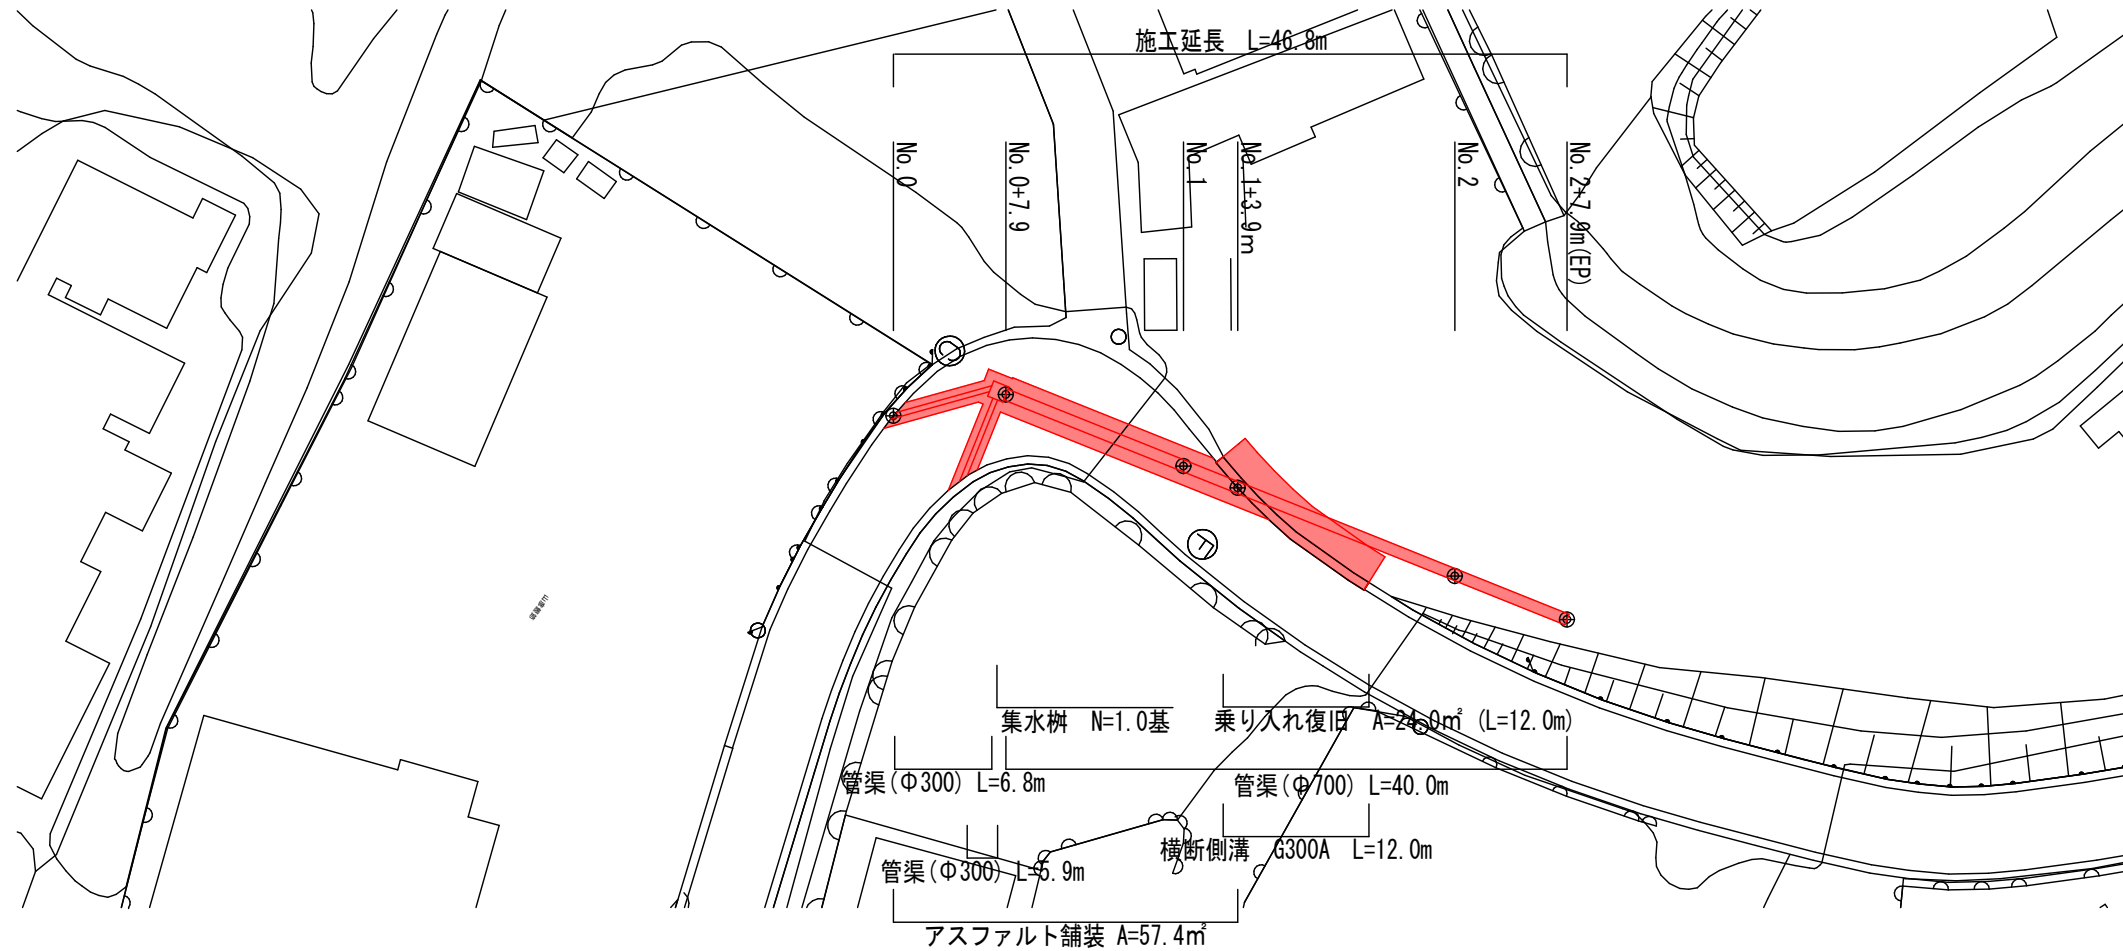 施工延長　L=46.8m
No.0
No.0+7.9
No.1
No.1+3.9m
No.2
No.2+7.9m(EP)
集水桝　N=1.0基
乗り入れ復旧　A=24.0㎡ (L=12.0m)
管渠(Φ300) L=6.8m
管渠(Φ700) L=40.0m
横断側溝　G300A　L=12.0m
管渠(Φ300) L=5.9m
アスファルト舗装 A=57.4㎡